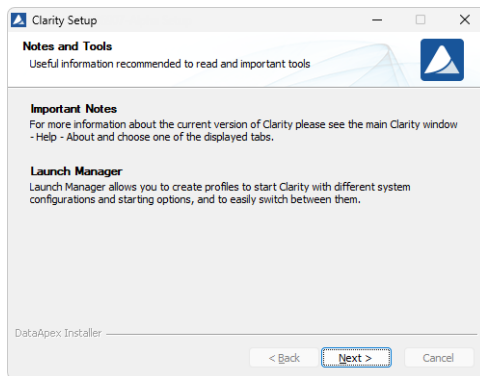 Clarity Setup
Notes and Tools
Useful information recommended to read and important tools
Important Notes
For more information about the current version of Clarity please see the main Clarity window
- Help - About and choose one of the displayed tabs.
Launch Manager
Launch Manager allows you to create profiles to start Clarity with different system
configurations and starting options, and to easily switch between them.
DataApex Installer
< Back
Next >
Cancel